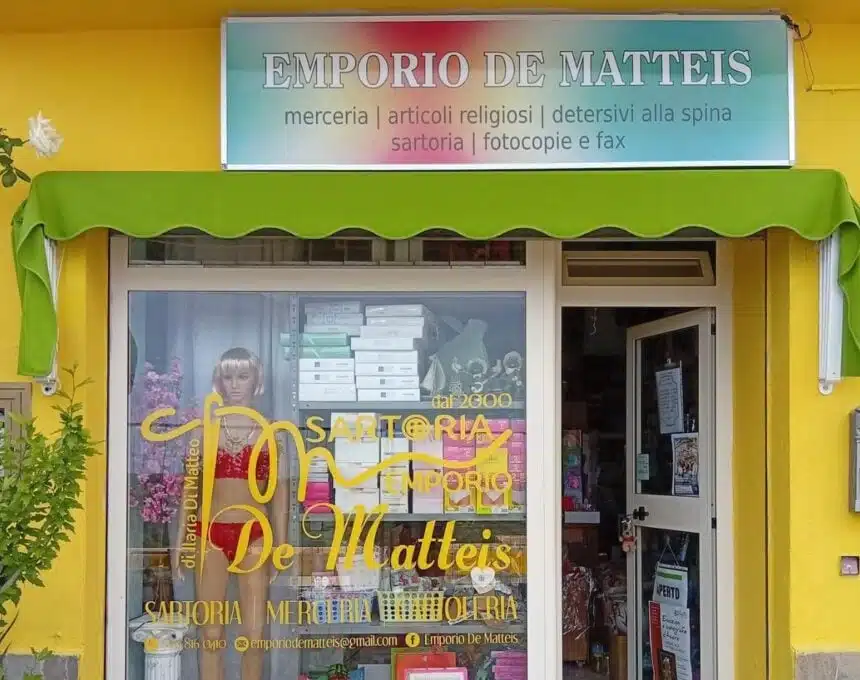 EMPORIO DE MATTEIS
merceria | articoli religiosi | detersivi alla spina
sartoria | fotocopie e fax
dal 2000
SARTORIA
EMPORIO
di Ilaria Di Matteo
De Matteis
SARTORIA | MERCERIA |
emporiodematteis@gmail.com Emporio De Matteis
APERTO